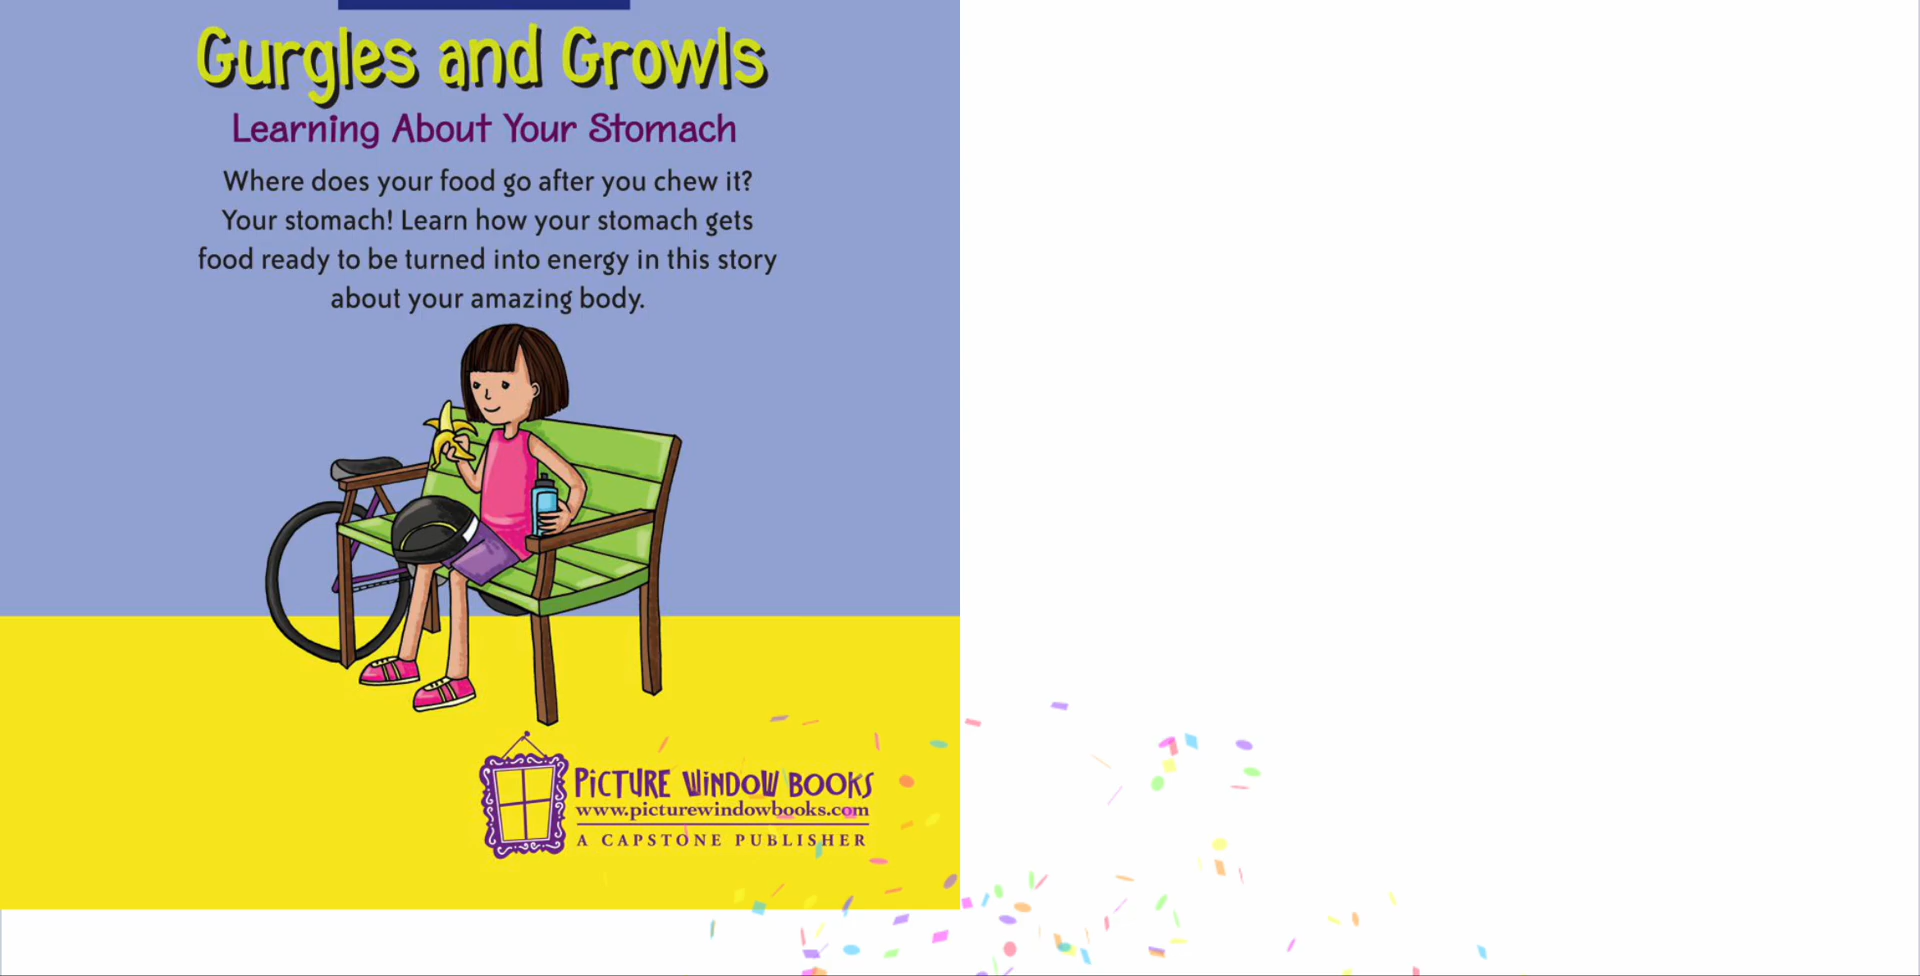 Gurgles and Growls
Learning About Your Stomach
Where does your food go after you chew it?
Your stomach! Learn how your stomach gets
food ready to be turned into energy in this story
about your amazing body.
PiCTURE WiNDOW BOOKS
www.picturewindowbooks.com
A CAPSTONE PUBLISHER